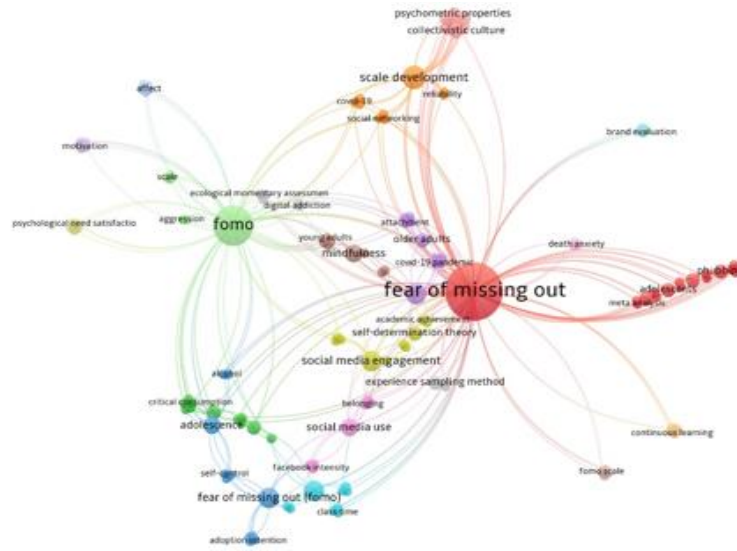 psychometric properties
collectivistic culture
scale development
affect
covid-19
reliability
social networking
brand evaluation
motivation
scale
ecological momentary assessmen
digital addiction
psychological need satisfactio
aggression
fomo
attachment
young adults
older adults
mindfulness
death anxiety
covid-19 pandemic
adolescents
meta analysis
fear of missing out
academic achievement
self-determination theory
social media engagement
alcohol
experience sampling method
critical consumption
belonging
adolescence
social media use
continuous learning
self-control
facebook intensity
fomo scale
fear of missing out (fomo)
class time
adoption intention